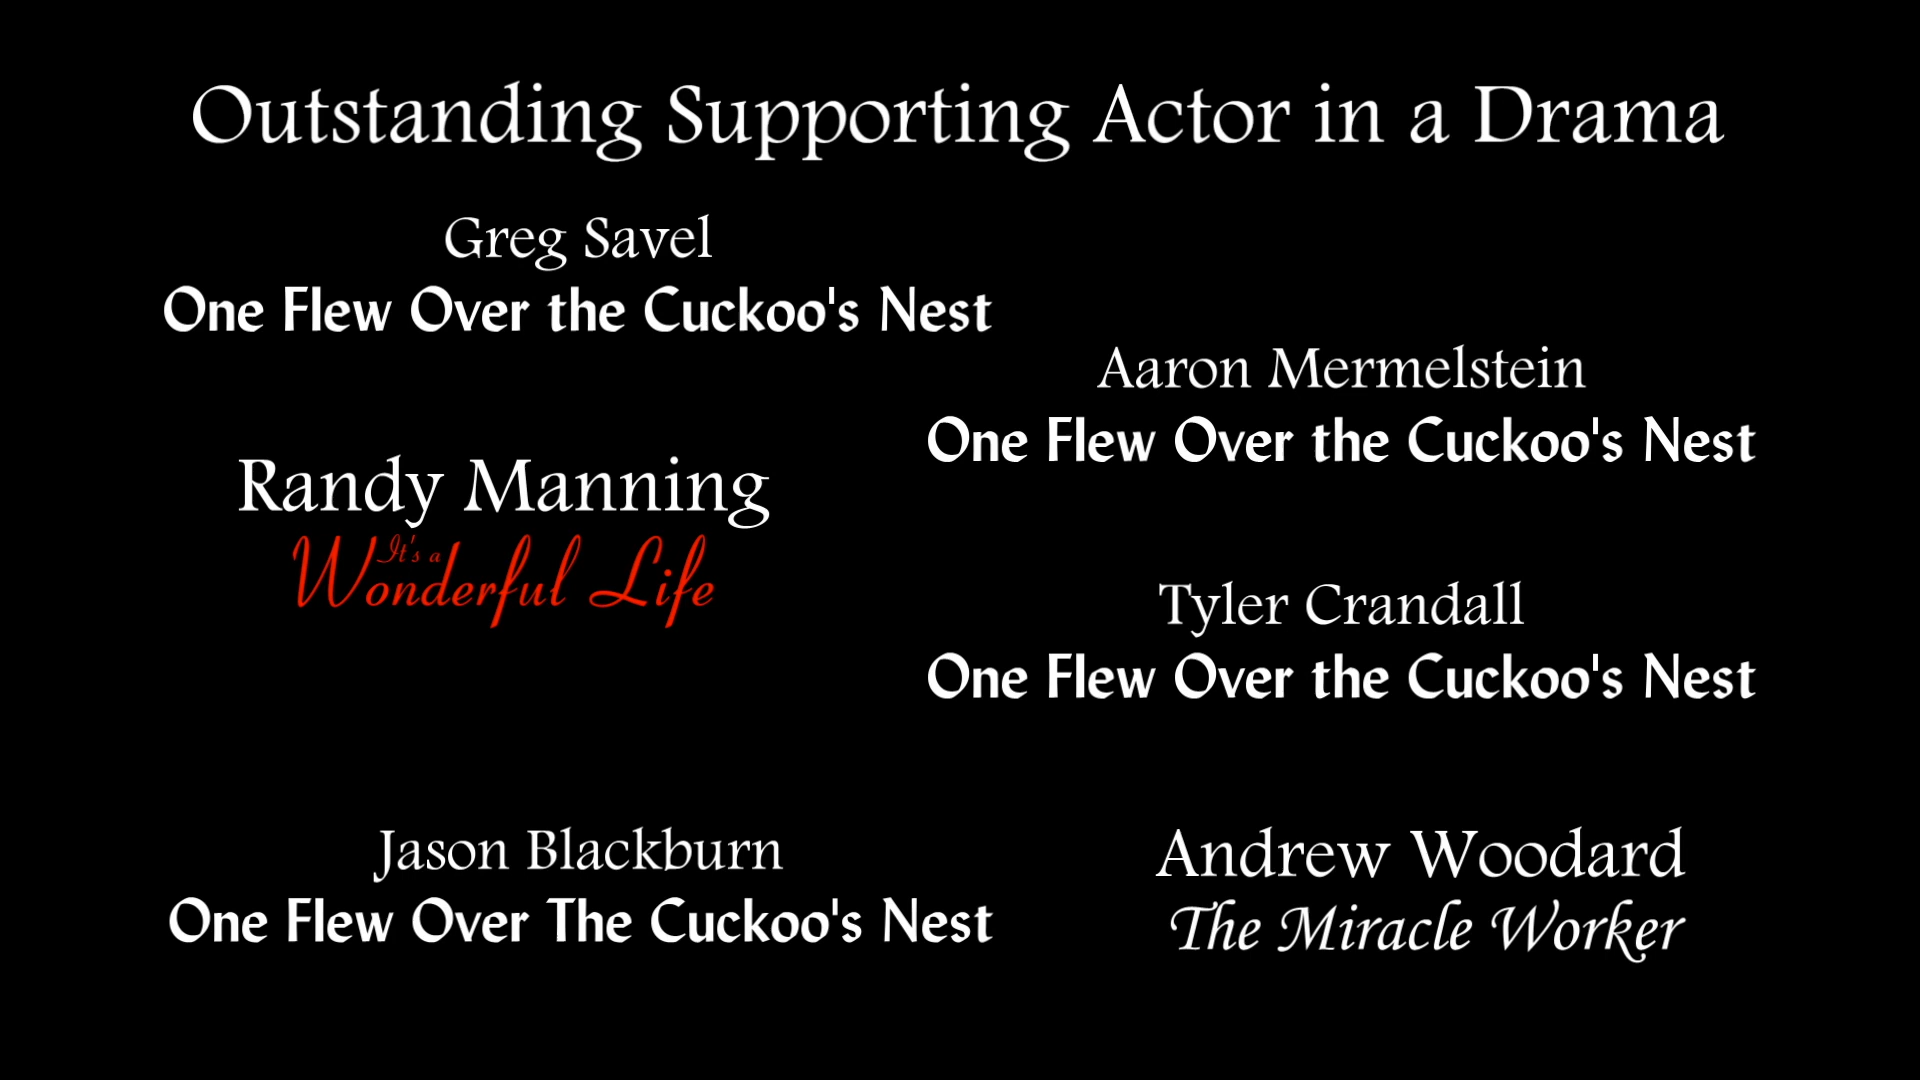 Outstanding Supporting Actor in a Drama
Greg Savel
One Flew Over the Cuckoo's Nest
Aaron Mermelstein
One Flew Over the Cuckoo's Nest
Randy Manning
It's a
Wonderful Life
Tyler Crandall
One Flew Over the Cuckoo's Nest
Jason Blackburn
One Flew Over The Cuckoo's Nest
Andrew Woodard
The Miracle Worker